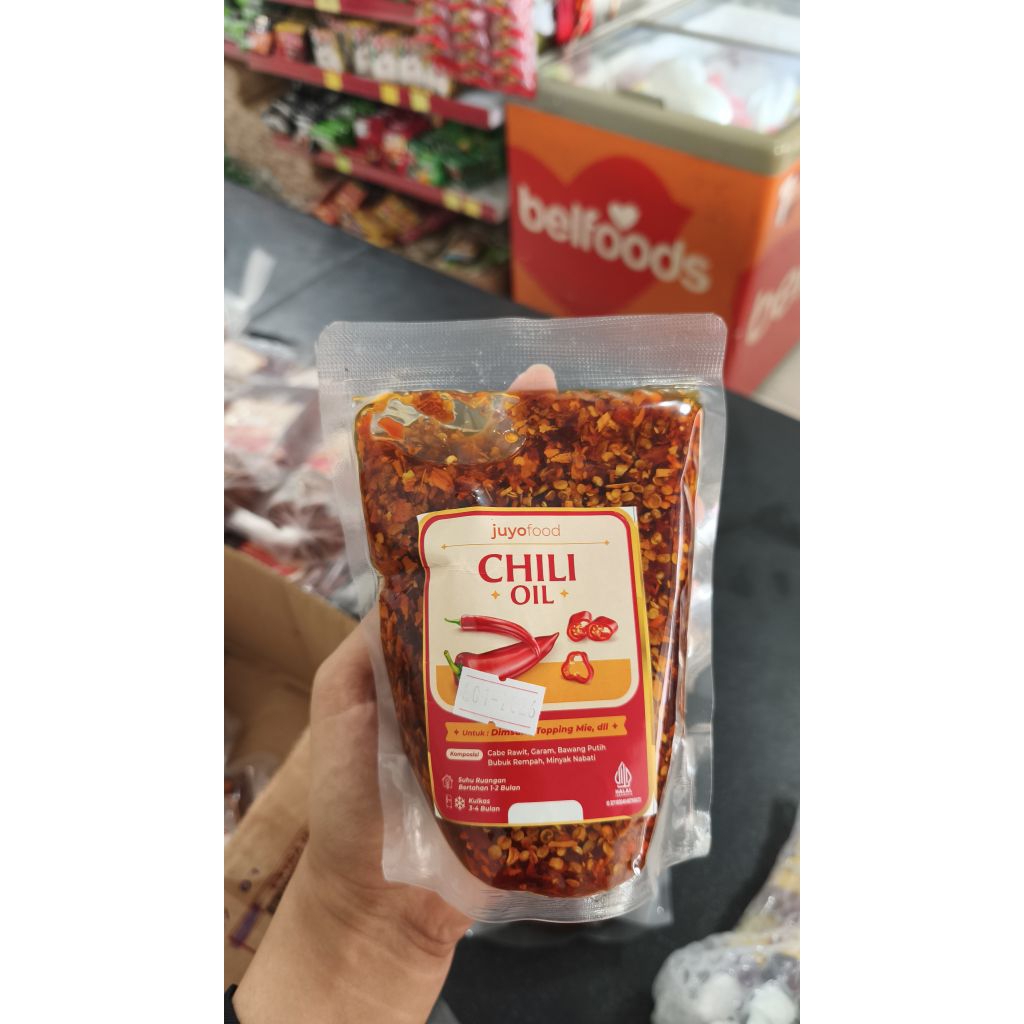 belfoods
juyofood
CHILI
OIL
Untuk : Topping Mie, dll
Komposisi
Cabe Rawit, Garam, Bawang Putih
Bubuk Rempah, Minyak Nabati
Suhu Ruangan
Bertahan 1-2 Bulan
Kulkas
3-4 Bulan
HALAL
INDONESIA